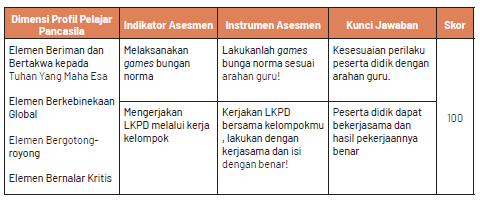 Dimensi Profil Pelajar
Pancasila
Indikator Asesmen
Instrumen Asesmen
Kunci Jawaban
Skor
Elemen Beriman dan
Bertakwa kepada
Tuhan Yang Maha Esa
Elemen Berkebinekaan
Global
Elemen Bergotong-
royong
Elemen Bernalar Kritis
Melaksanakan
games bungan
norma
Lakukanlah games
bunga norma sesuai
arahan guru!
Kesesuaian perilaku
peserta didik dengan
arahan guru.
Mengerjakan
LKPD melalui kerja
kelompok
Kerjakan LKPD
bersama kelompokmu
, lakukan dengan
kerjasama dan isi
dengan benar!
Peserta didik dapat
bekerjasama dan
hasil pekerjaannya
benar
100